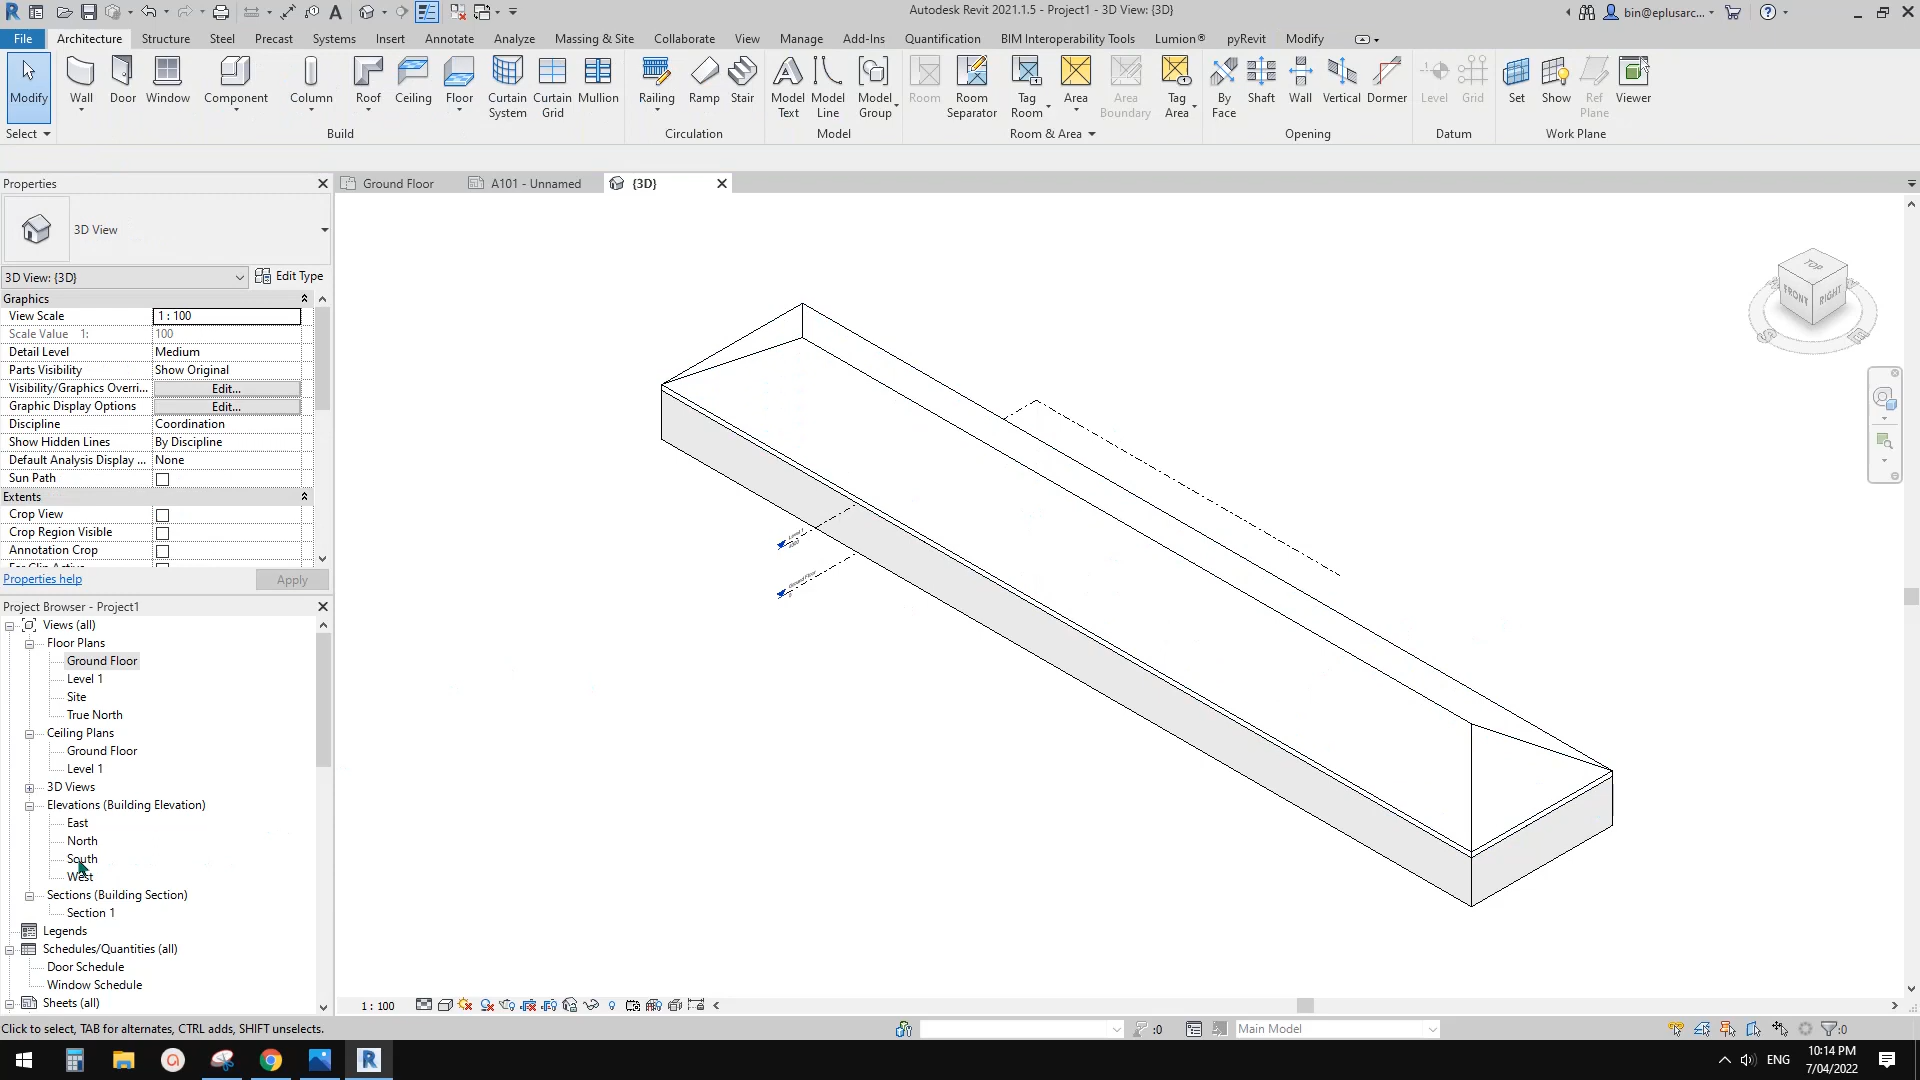 Autodesk Revit 2021.1.5 - Project1 - 3D View: {3D}
bin@eplusarc...
File Architecture Structure Steel Precast Systems Insert Annotate Analyze Massing & Site Collaborate View Manage Add-Ins Quantification BIM Interoperability Tools Lumion® pyRevit Modify
Modify Wall Door Window Component Column Roof Ceiling Floor Curtain System Curtain Grid Mullion Railing Ramp Stair Model Text Model Line Model Group Room Room Separator Tag Room Area Area Boundary Tag Area By Face Shaft Wall Vertical Dormer Level Grid Set Show Ref Plane Viewer
Select Build Circulation Model Room & Area Opening Datum Work Plane
Properties
Ground Floor
A101 - Unnamed
{3D}
3D View
3D View: {3D}
Edit Type
Graphics
View Scale 1 : 100
Scale Value 1: 100
Detail Level Medium
Parts Visibility Show Original
Visibility/Graphics Overri... Edit...
Graphic Display Options Edit...
Discipline Coordination
Show Hidden Lines By Discipline
Default Analysis Display ... None
Sun Path
Extents
Crop View
Crop Region Visible
Annotation Crop
Properties help
Apply
TOP
FRONT
RIGHT
S
E
Level 1
Ground Floor
Project Browser - Project1
Views (all)
Floor Plans
Ground Floor
Level 1
Site
True North
Ceiling Plans
Ground Floor
Level 1
3D Views
Elevations (Building Elevation)
East
North
South
West
Sections (Building Section)
Section 1
Legends
Schedules/Quantities (all)
Door Schedule
Window Schedule
Sheets (all)
1 : 100
Click to select, TAB for alternates, CTRL adds, SHIFT unselects.
:0
Main Model
:0
ENG
10:14 PM
7/04/2022